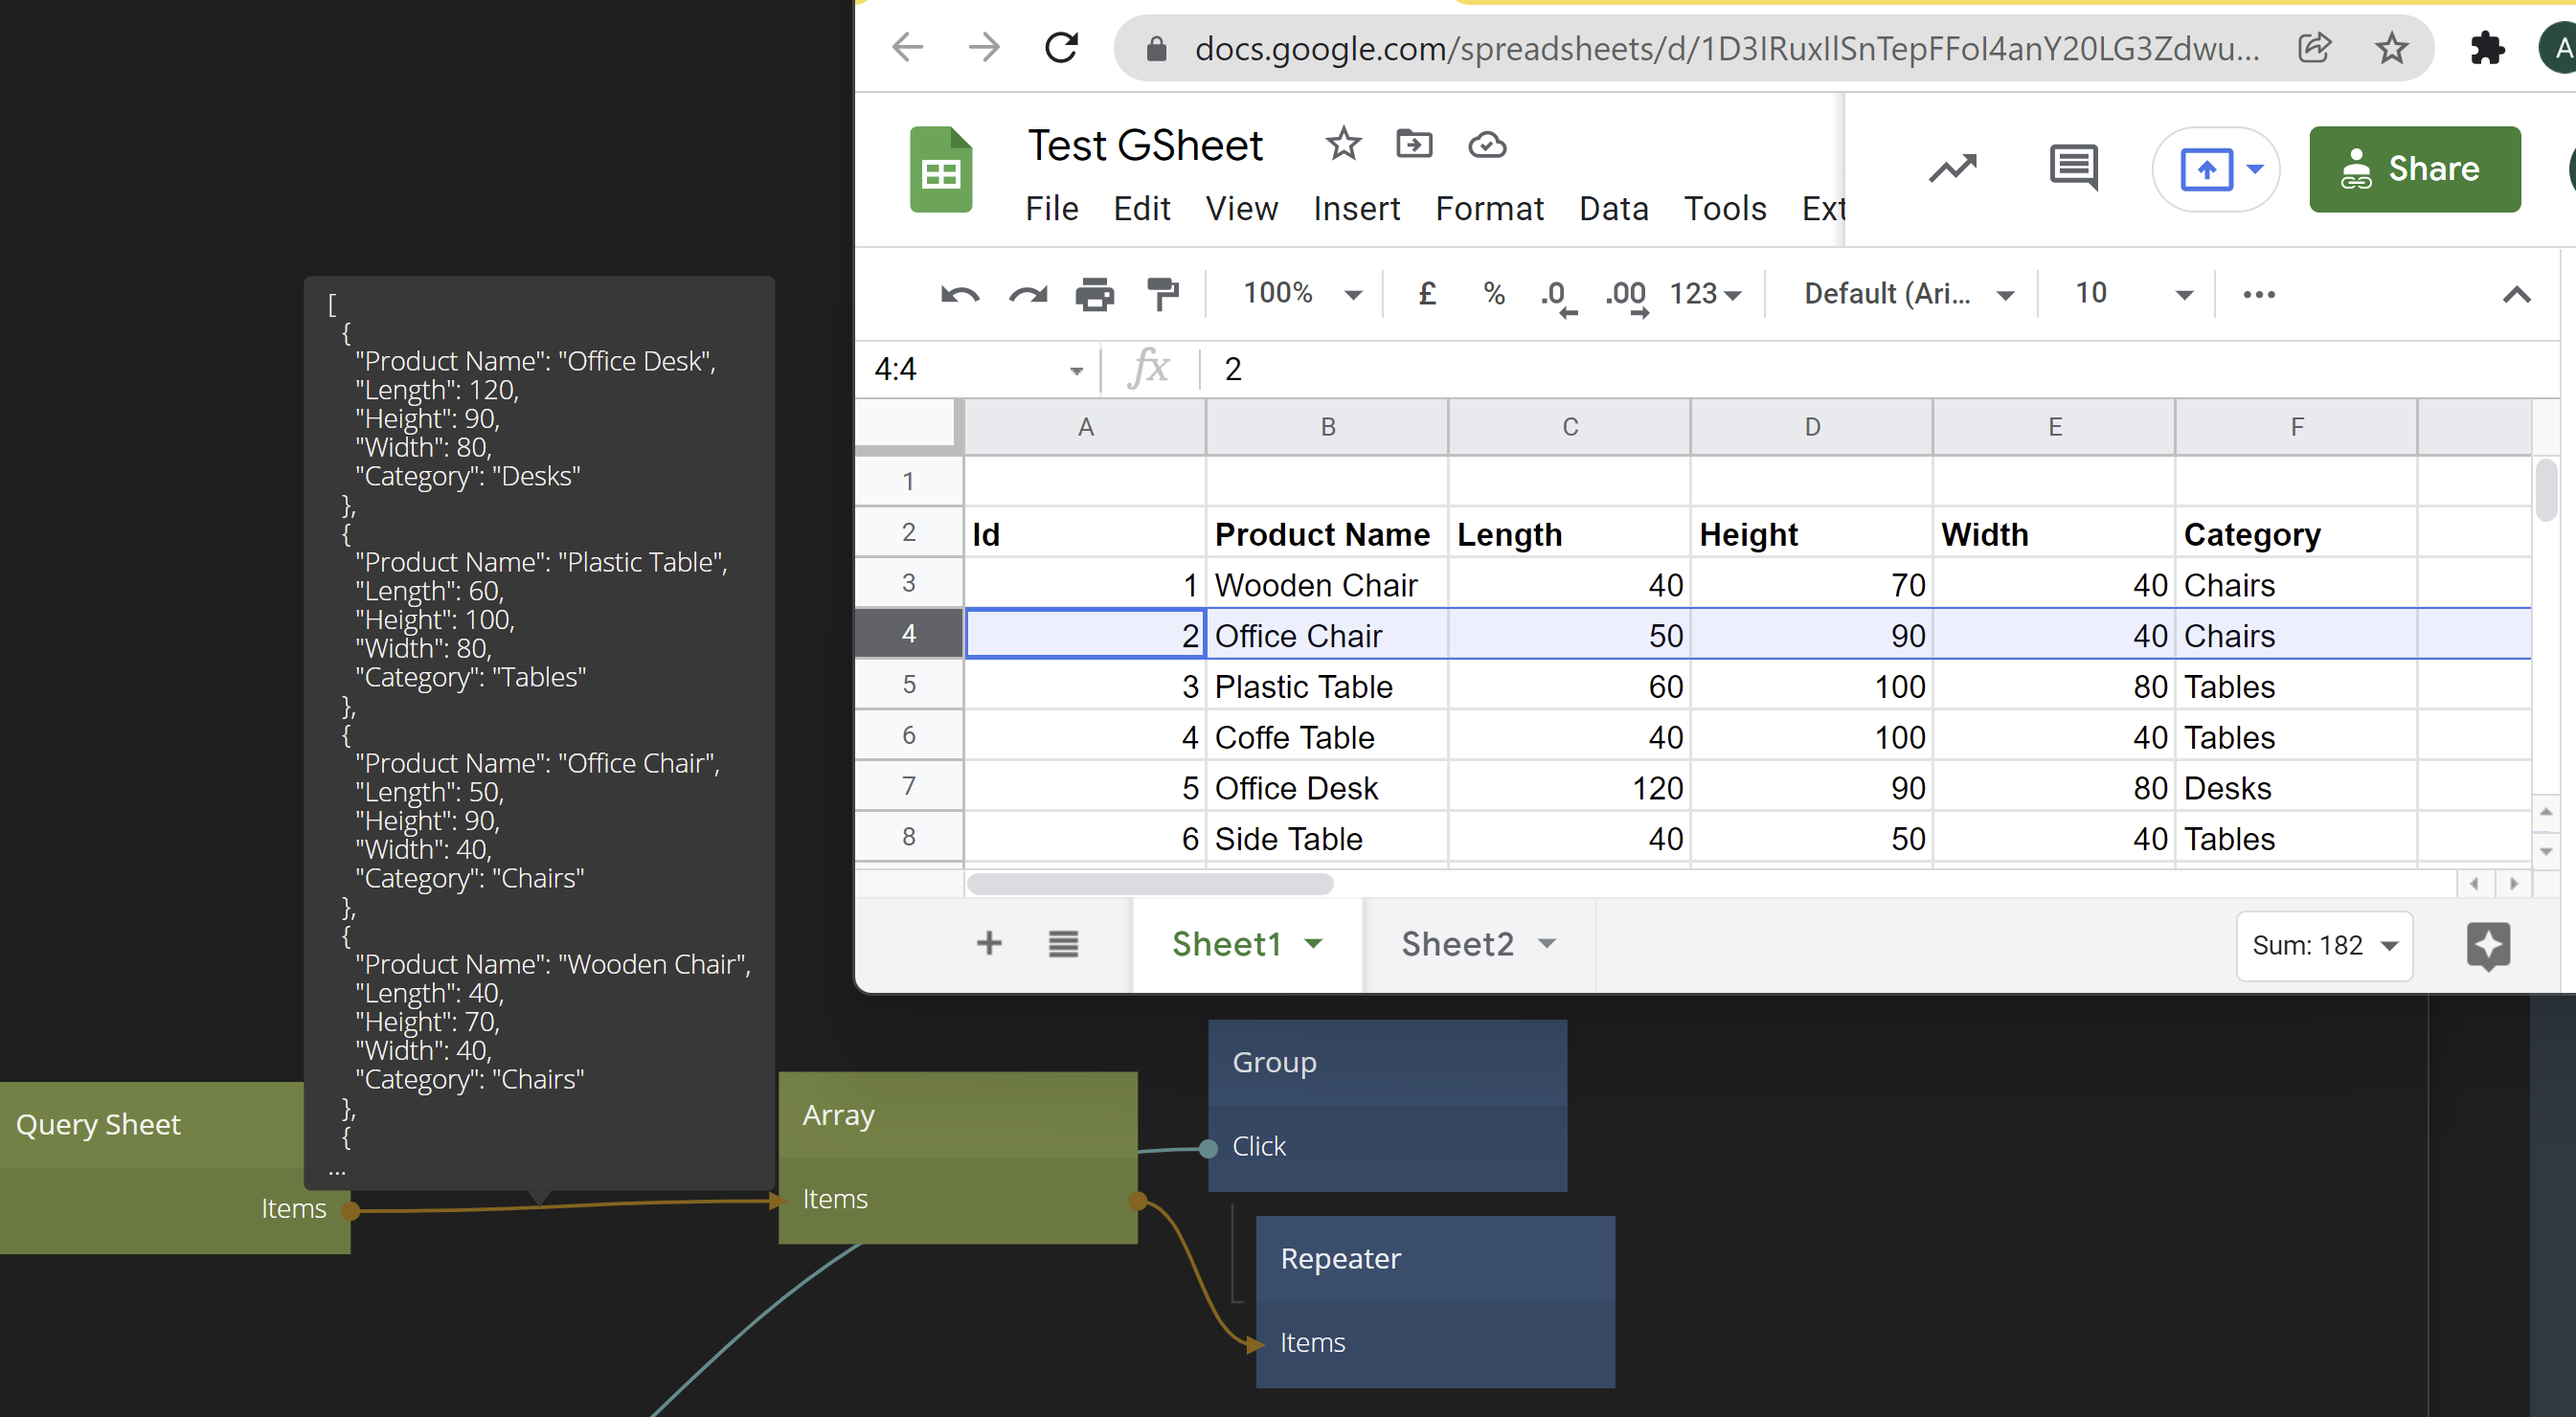 docs.google.com/spreadsheets/d/1D3IRuxIlSnTepFFoI4anY20LG3Zdwu...
A
Test GSheet
Share
File Edit View Insert Format Data Tools Ext
100% £ % .0 .00 123 Default (Ari... 10
4:4 fx 2
A B C D E F
1
2 Id Product Name Length Height Width Category
3 1 Wooden Chair 40 70 40 Chairs
4 2 Office Chair 50 90 40 Chairs
5 3 Plastic Table 60 100 80 Tables
6 4 Coffe Table 40 100 40 Tables
7 5 Office Desk 120 90 80 Desks
8 6 Side Table 40 50 40 Tables
Sheet1 Sheet2 Sum: 182
[
{
"Product Name": "Office Desk",
"Length": 120,
"Height": 90,
"Width": 80,
"Category": "Desks"
},
{
"Product Name": "Plastic Table",
"Length": 60,
"Height": 100,
"Width": 80,
"Category": "Tables"
},
{
"Product Name": "Office Chair",
"Length": 50,
"Height": 90,
"Width": 40,
"Category": "Chairs"
},
{
"Product Name": "Wooden Chair",
"Length": 40,
"Height": 70,
"Width": 40,
"Category": "Chairs"
},
{
...
Query Sheet
Items
Array
Items
Group
Click
Repeater
Items